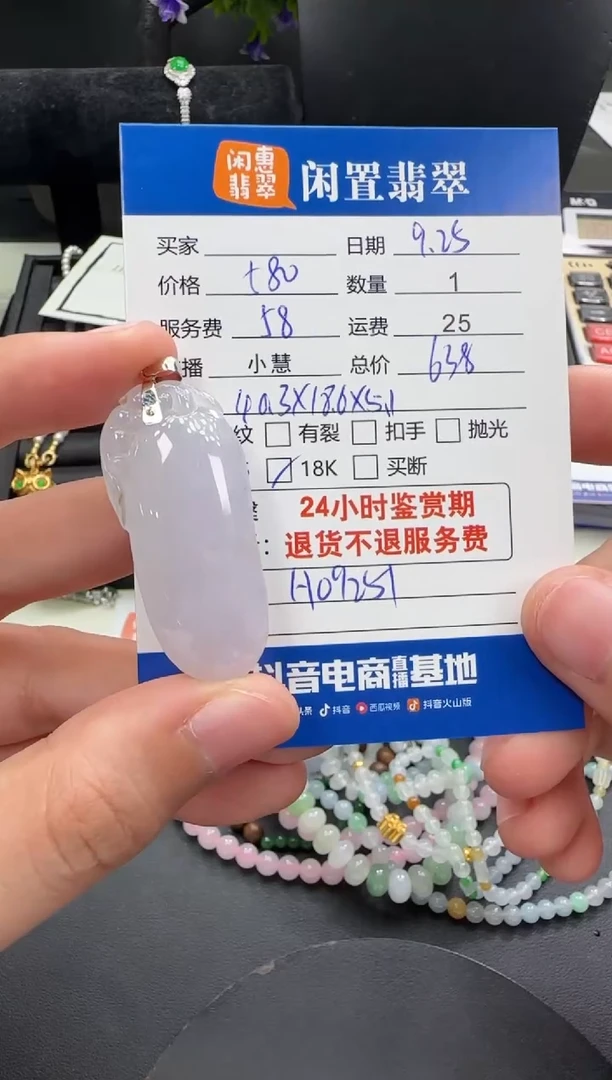 闲惠
翡翠
闲置翡翠
买家 日期 9.25
价格 580 数量 1
服务费 58 运费 25
播 小慧 总价 638
40.3X18.6X5.1
纹 有裂 扣手 抛光
18K 买断
24小时鉴赏期
：退货不退服务费
H09251
抖音电商直播基地
头条 抖音 西瓜视频 抖音火山版